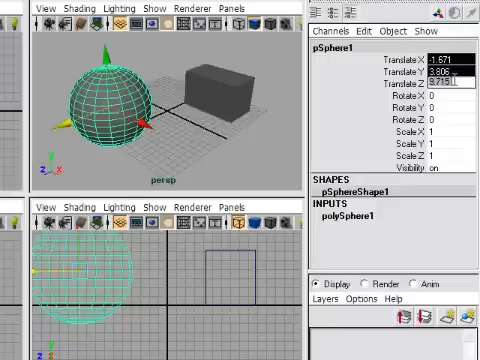 View Shading Lighting Show Renderer Panels
persp
View Shading Lighting Show Renderer Panels
Channels Edit Object Show
pSphere1
Translate X -1.671
Translate Y 3.806
Translate Z 9.715
Rotate X 0
Rotate Y 0
Rotate Z 0
Scale X 1
Scale Y 1
Scale Z 1
Visibility on
SHAPES
pSphereShape1
INPUTS
polySphere1
Display Render Anim
Layers Options Help